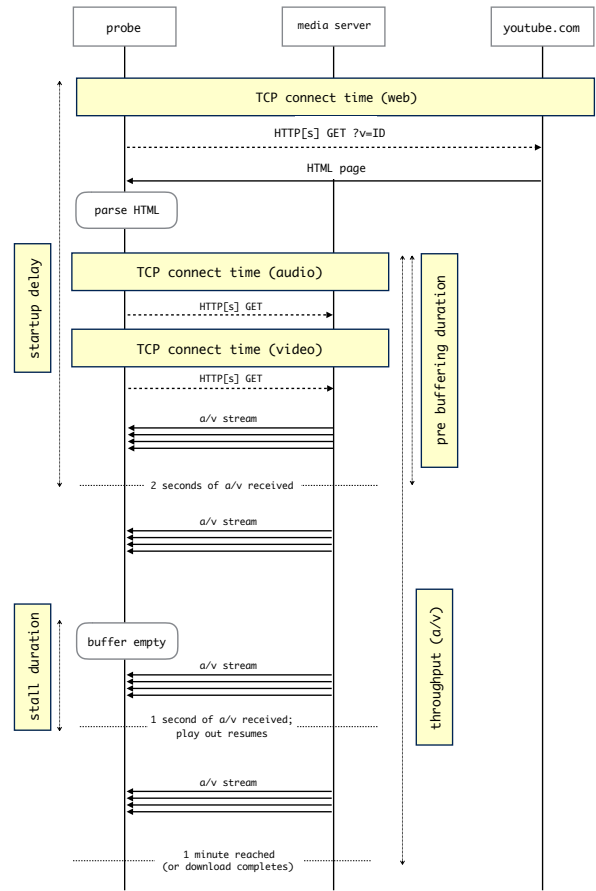 probe
media server
youtube.com
TCP connect time (web)
HTTP[s] GET ?v=ID
HTML page
parse HTML
startup delay
TCP connect time (audio)
pre buffering duration
HTTP[s] GET
TCP connect time (video)
HTTP[s] GET
a/v stream
2 seconds of a/v received
a/v stream
stall duration
buffer empty
throughput (a/v)
a/v stream
1 second of a/v received;
play out resumes
a/v stream
1 minute reached
(or download completes)